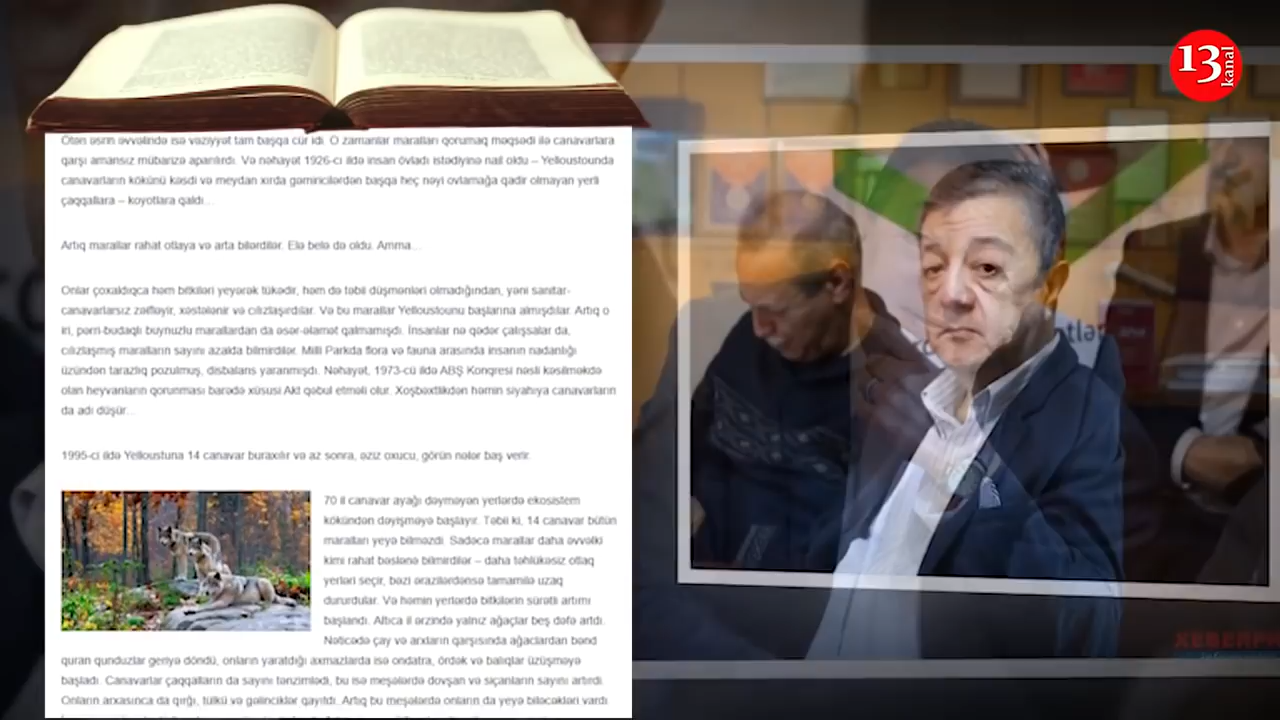 13
kanal
Ötən əsrin əvvəlində isə vəziyyət tam başqa cür idi. O zamanlar maralları qorumaq məqsədi ilə canavarlara
qarşı amansız mübarizə aparılırdı. Və nəhayət 1926-cı ildə insan övladı istədiyinə nail oldu – Yelloustounda
canavarların kökünü kəsdi və meydan xırda gəmiricilərdən başqa heç nəyi ovlamağa qadir olmayan yerli
çaqqallara – koyotlara qaldı...
Artıq marallar rahat otlaya və arta bilərdilər. Elə belə də oldu. Amma...
Onlar çoxaldıqca həm bitkiləri yeyərək tükədir, həm də təbii düşmənləri olmadığından, yəni sanitar-
canavarlarsız zəifləyir, xəstələnir və cılızlaşırdılar. Və bu marallar Yelloustounu başlarına almışdılar. Artıq o
iri, pərri-budaqlı buynuzlu marallardan da əsər-əlamət qalmamışdı. İnsanlar nə qədər çalışsalar da,
cılızlaşmış maralların sayını azalda bilmirdilər. Milli Parkda flora və fauna arasında insanın nadanlığı
üzündən tarazlıq pozulmuş, disbalans yaranmışdı. Nəhayət, 1973-cü ildə ABŞ Konqresi nəsli kəsilməkdə
olan heyvanların qorunması barədə xüsusi Akt qəbul etməli olur. Xoşbəxtlikdən həmin siyahıya canavarların
da adı düşür...
1995-ci ildə Yelloustuna 14 canavar buraxılır və az sonra, əziz oxucu, görün nələr baş verir.
70 il canavar ayağı dəyməyən yerlərdə ekosistem
kökündən dəyişməyə başlayır. Təbii ki, 14 canavar bütün
maralları yeyə bilməzdi. Sadəcə marallar daha əvvəlki
kimi rahat bəslənə bilmirdilər – daha təhlükəsiz otlaq
yerləri seçir, bəzi ərazilərdənsə tamamilə uzaq
dururdular. Və həmin yerlərdə bitkilərin sürətli artımı
başlandı. Altıca il ərzində yalnız ağaclar beş dəfə artdı.
Nəticədə çay və arxların qarşısında ağaclardan bənd
quran qunduzlar geriyə döndü, onların yaratdığı axmazlarda isə ondatra, ördək və balıqlar üzüşməyə
başladı. Canavarlar çaqqalların da sayını tənzimlədi, bu isə meşələrdə dovşan və siçanların sayını artırdı.
Onların arxasınca da qırğı, tülkü və gəlinciklər qayıtdı. Artıq bu meşələrdə onların da yeyə biləcəkləri vardı.